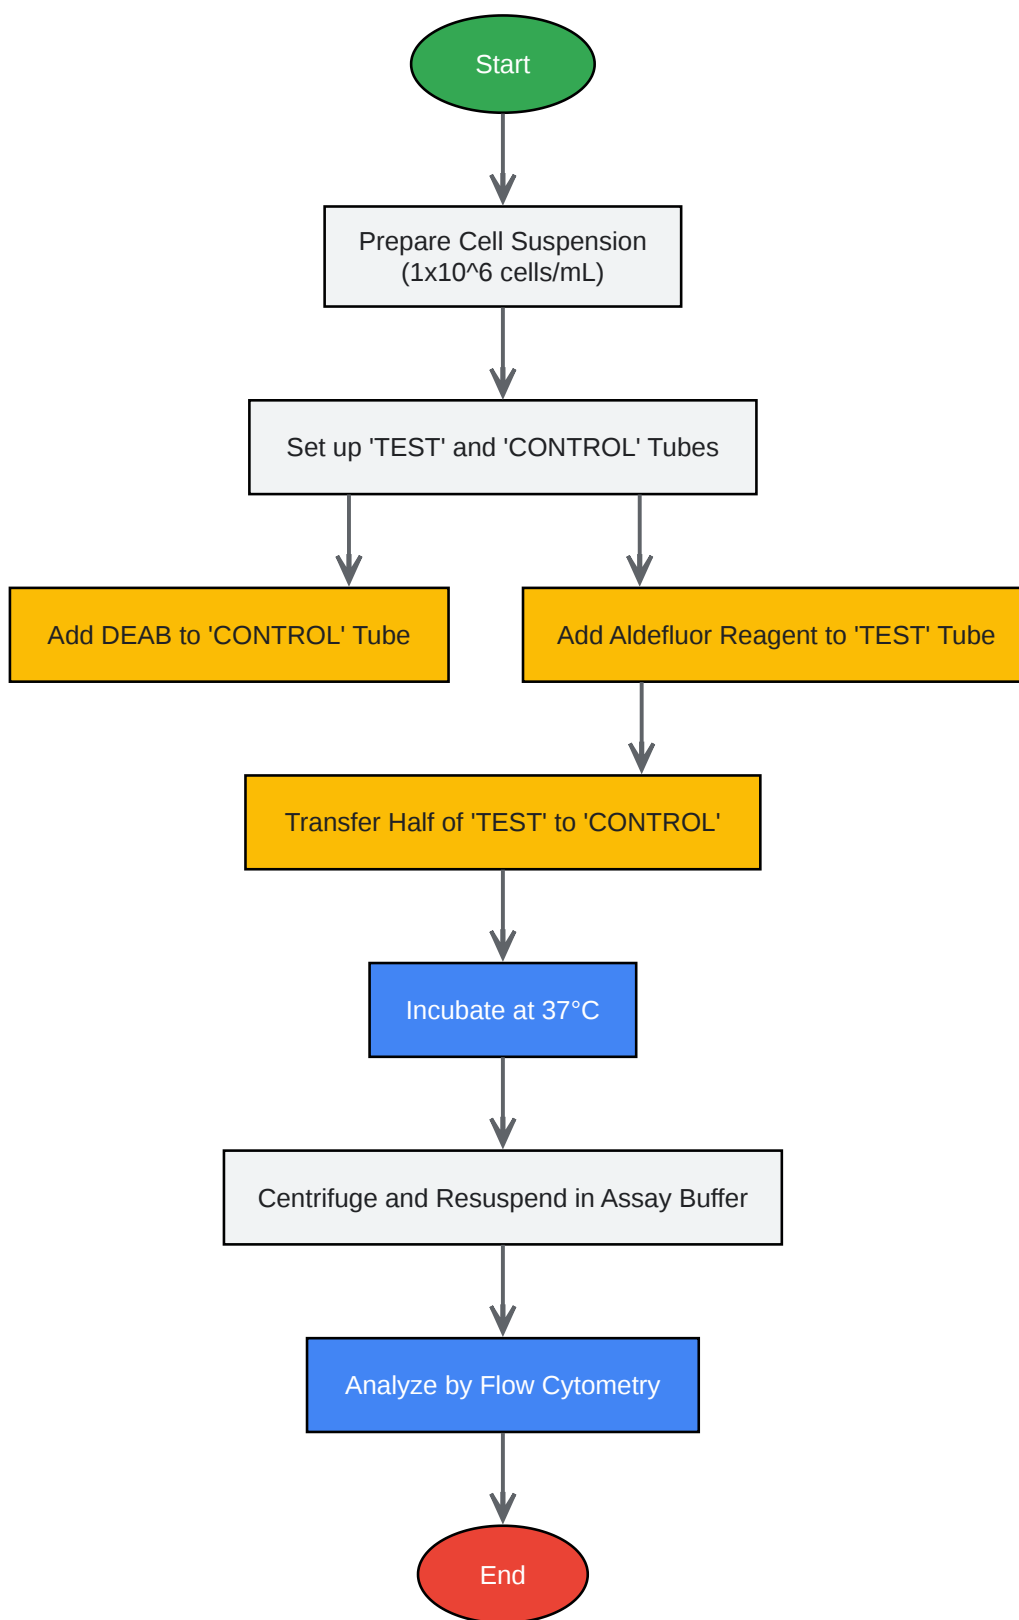 Start
Prepare Cell Suspension
(1x10^6 cells/mL)
Set up 'TEST' and 'CONTROL' Tubes
Add DEAB to 'CONTROL' Tube
Add Aldefluor Reagent to 'TEST' Tube
Transfer Half of 'TEST' to 'CONTROL'
Incubate at 37°C
Centrifuge and Resuspend in Assay Buffer
Analyze by Flow Cytometry
End